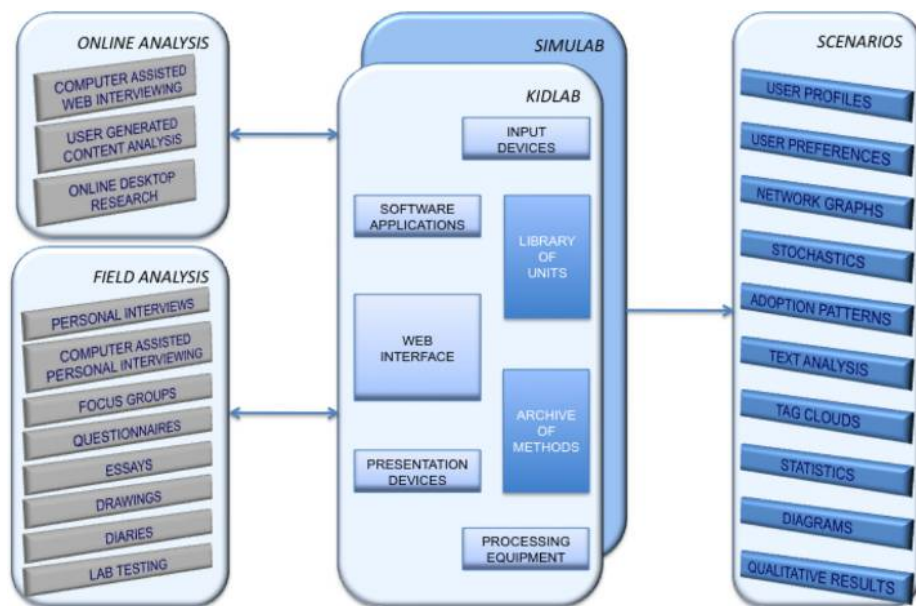 ONLINE ANALYSIS
COMPUTER ASSISTED
WEB INTERVIEWING
USER GENERATED
CONTENT ANALYSIS
ONLINE DESKTOP
RESEARCH
FIELD ANALYSIS
PERSONAL INTERVIEWS
COMPUTER ASSISTED
PERSONAL INTERVIEWING
FOCUS GROUPS
QUESTIONNAIRES
ESSAYS
DRAWINGS
DIARIES
LAB TESTING
SIMULAB
KIDLAB
INPUT
DEVICES
SOFTWARE
APPLICATIONS
LIBRARY
OF
UNITS
WEB
INTERFACE
ARCHIVE
OF
METHODS
PRESENTATION
DEVICES
PROCESSING
EQUIPMENT
SCENARIOS
USER PROFILES
USER PREFERENCES
NETWORK GRAPHS
STOCHASTICS
ADOPTION PATTERNS
TEXT ANALYSIS
TAG CLOUDS
STATISTICS
DIAGRAMS
QUALITATIVE RESULTS